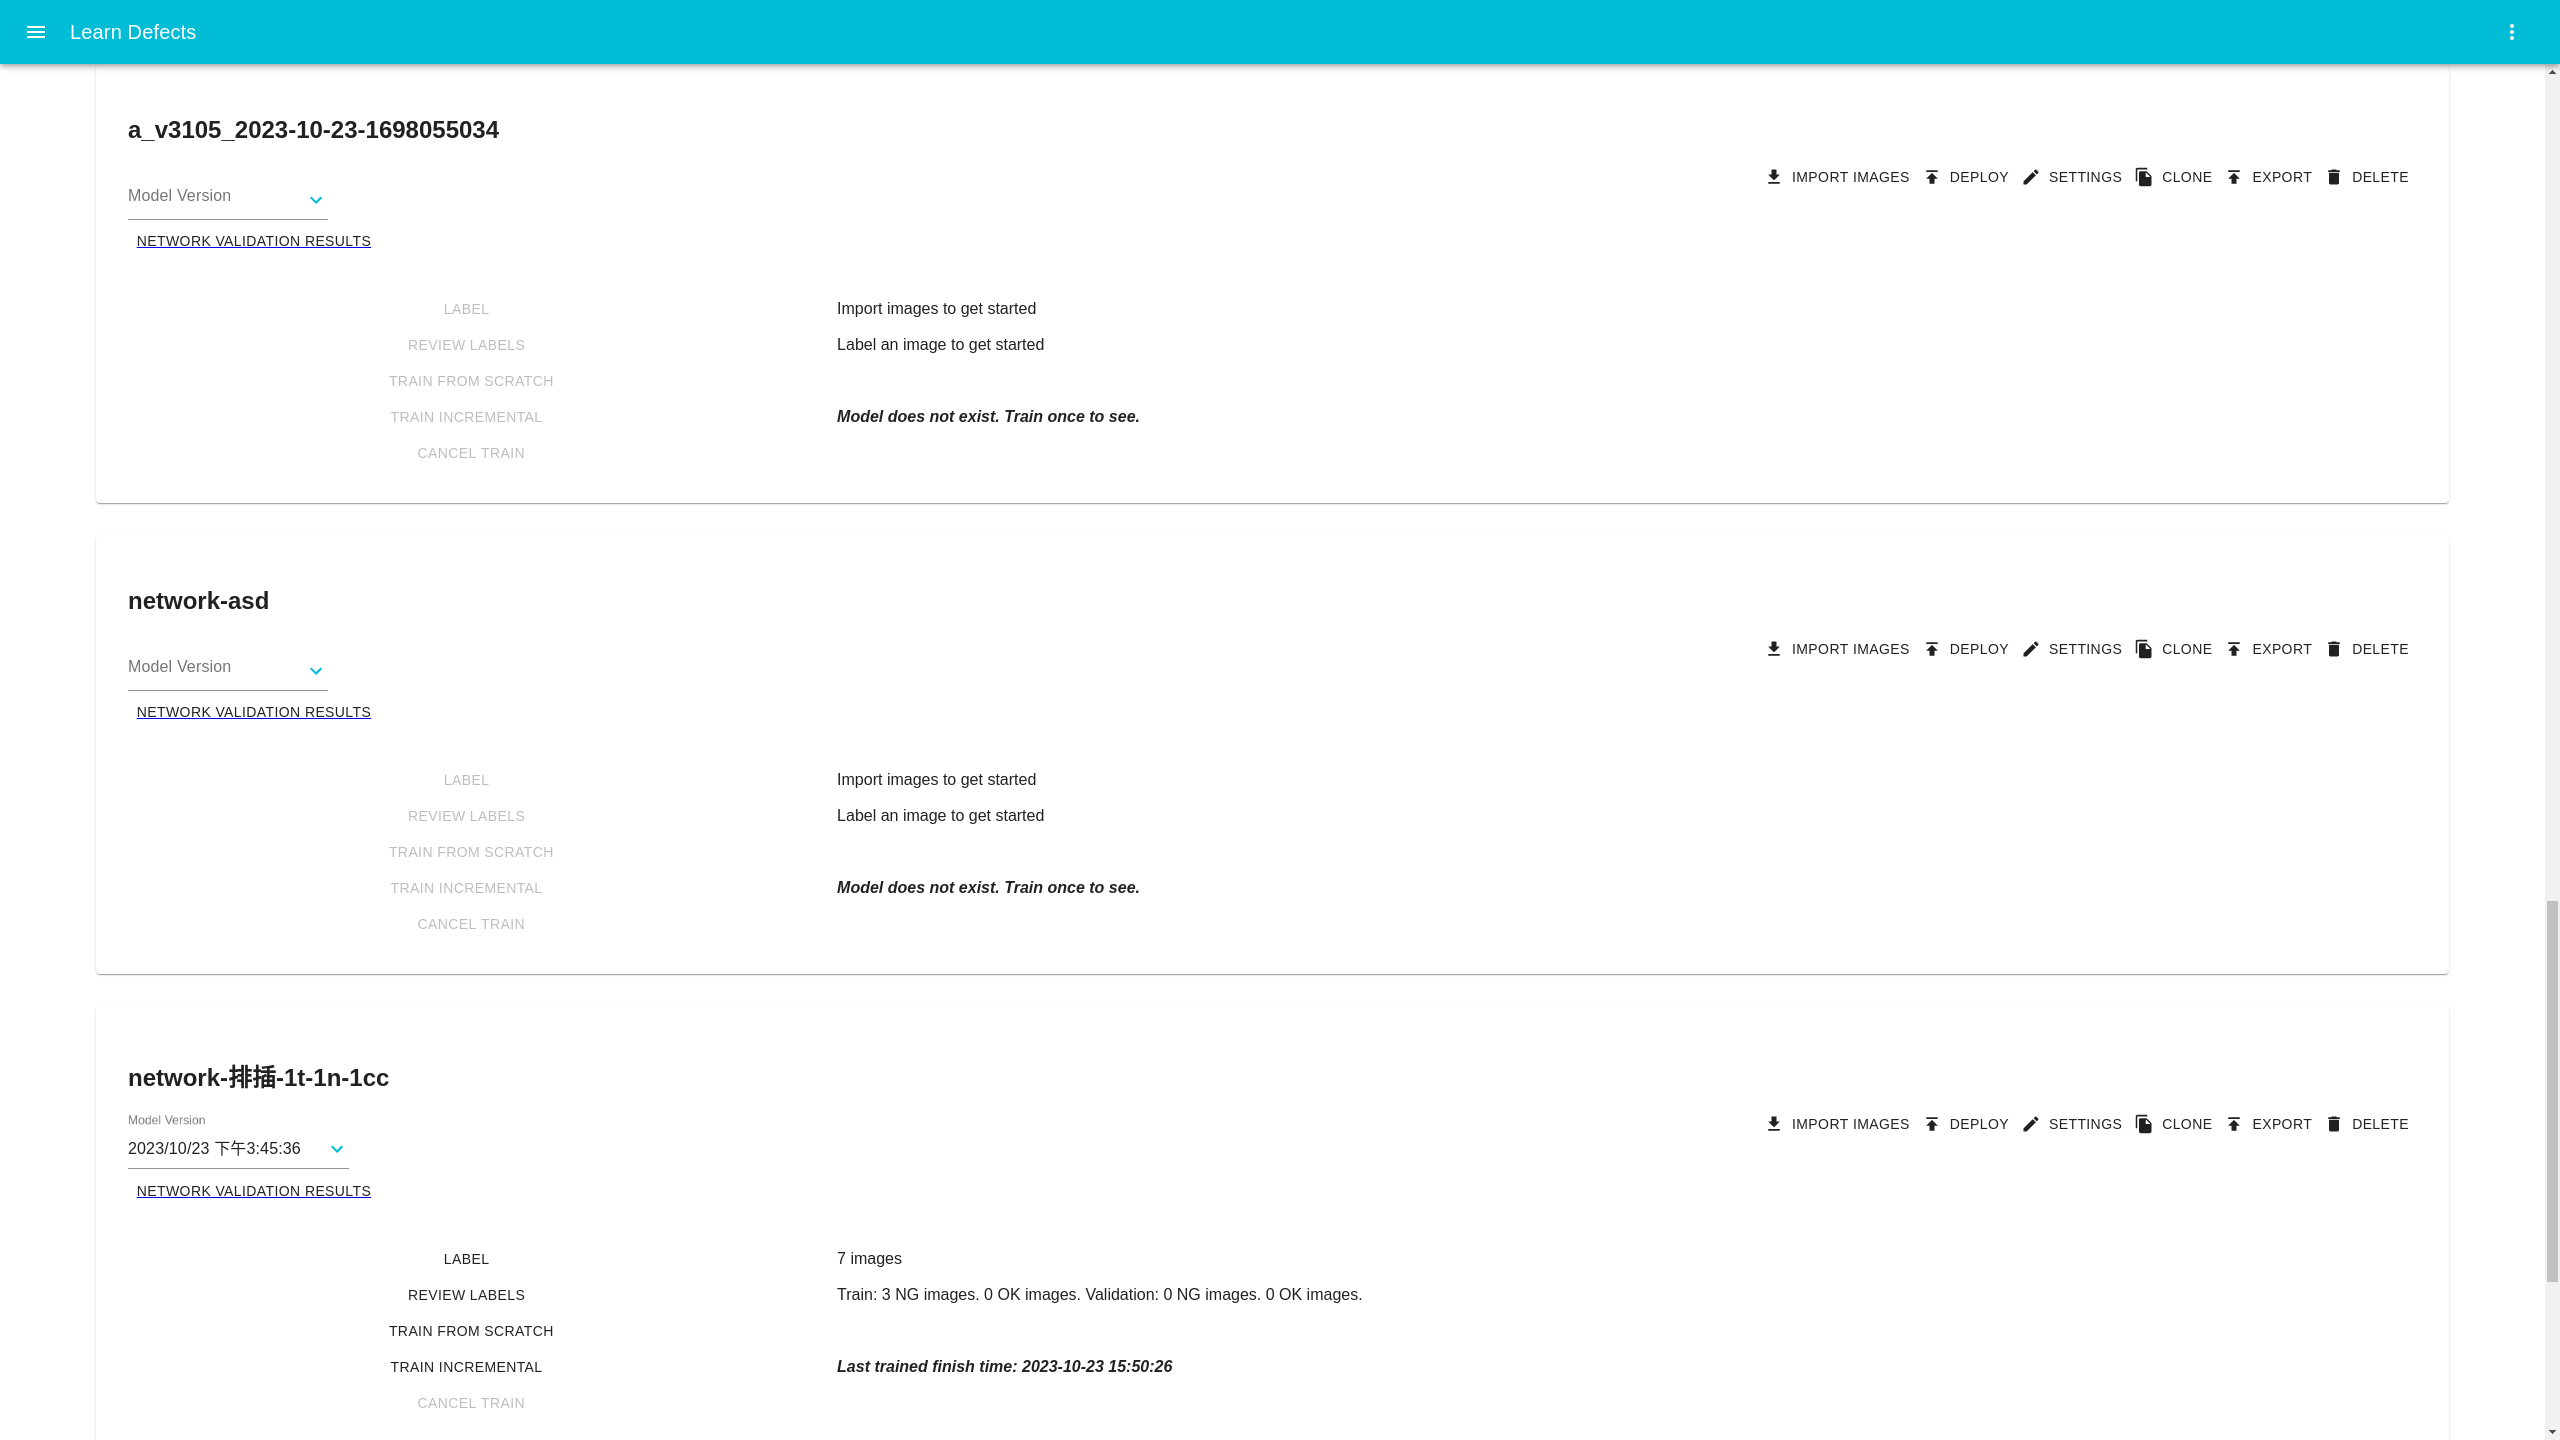 Learn Defects
a_v3105_2023-10-23-1698055034
IMPORT IMAGES DEPLOY SETTINGS CLONE EXPORT DELETE
Model Version
NETWORK VALIDATION RESULTS
LABEL Import images to get started
REVIEW LABELS Label an image to get started
TRAIN FROM SCRATCH
TRAIN INCREMENTAL Model does not exist. Train once to see.
CANCEL TRAIN
network-asd
IMPORT IMAGES DEPLOY SETTINGS CLONE EXPORT DELETE
Model Version
NETWORK VALIDATION RESULTS
LABEL Import images to get started
REVIEW LABELS Label an image to get started
TRAIN FROM SCRATCH
TRAIN INCREMENTAL Model does not exist. Train once to see.
CANCEL TRAIN
network-排插-1t-1n-1cc
Model Version
IMPORT IMAGES DEPLOY SETTINGS CLONE EXPORT DELETE
2023/10/23 下午3:45:36
NETWORK VALIDATION RESULTS
LABEL 7 images
REVIEW LABELS Train: 3 NG images. 0 OK images. Validation: 0 NG images. 0 OK images.
TRAIN FROM SCRATCH
TRAIN INCREMENTAL Last trained finish time: 2023-10-23 15:50:26
CANCEL TRAIN